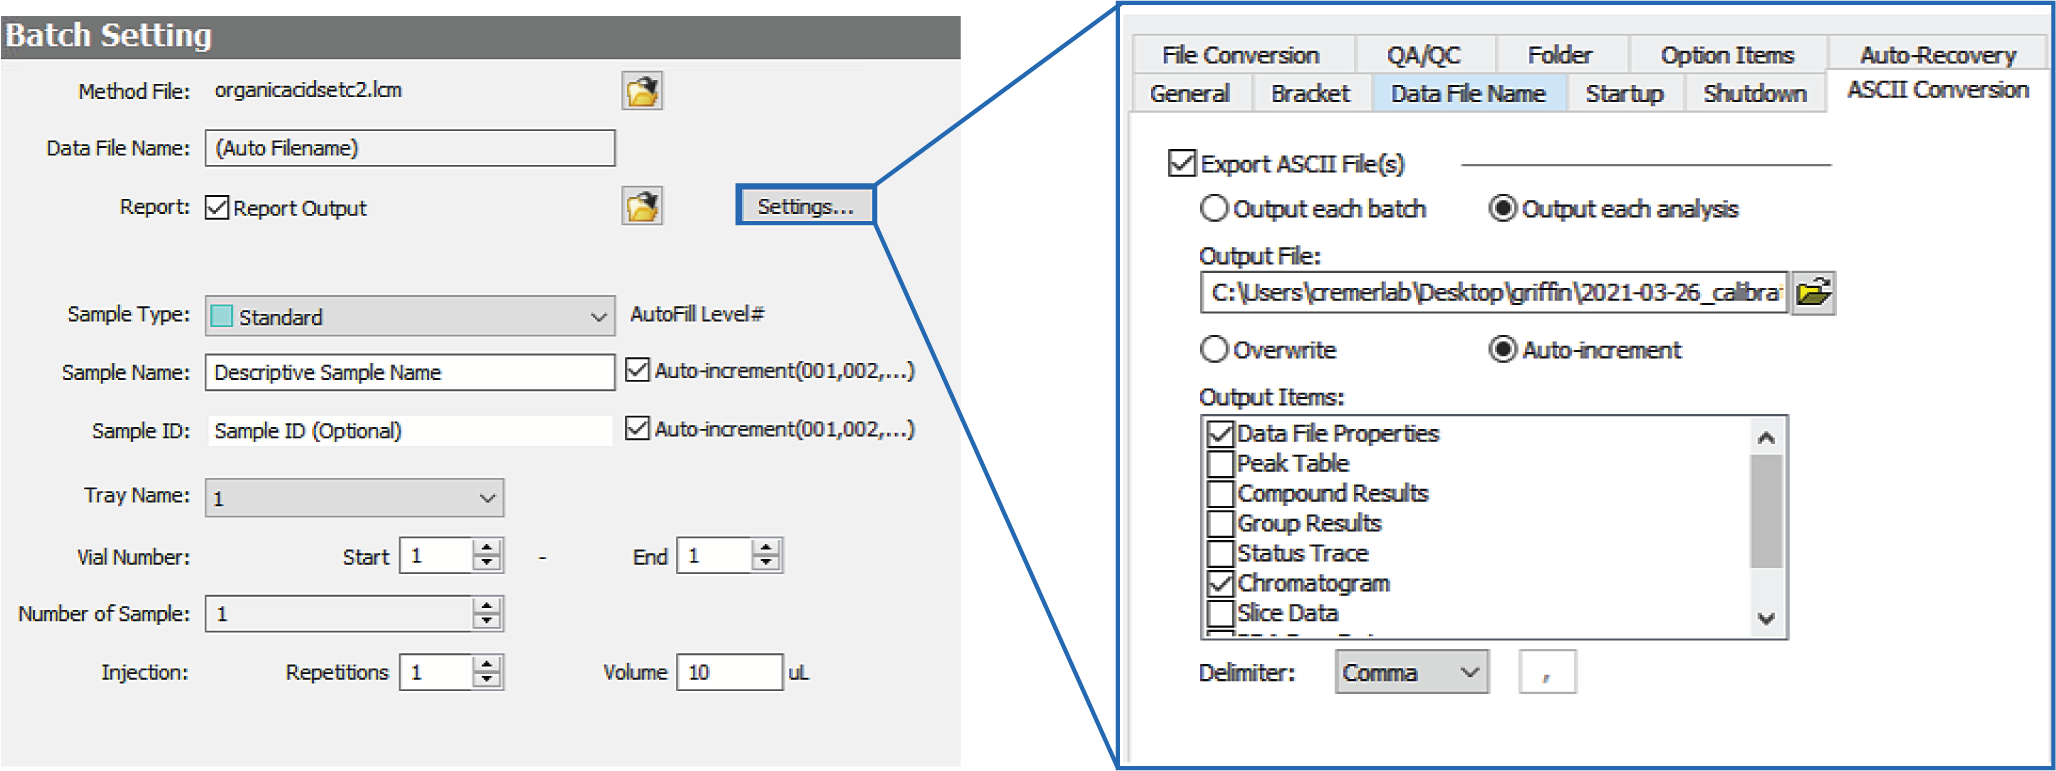 Batch Setting
Method File: organicacidsetc2.lcm
Data File Name: (Auto Filename)
Report: Report Output Settings...
Sample Type: Standard AutoFill Level#
Sample Name: Descriptive Sample Name Auto-increment(001,002,...)
Sample ID: Sample ID (Optional) Auto-increment(001,002,...)
Tray Name: 1
Vial Number: Start 1 - End 1
Number of Sample: 1
Injection: Repetitions 1 Volume 10 uL
File Conversion QA/QC Folder Option Items Auto-Recovery
General Bracket Data File Name Startup Shutdown ASCII Conversion
Export ASCII File(s)
Output each batch Output each analysis
Output File:
C:\Users\cremerlab\Desktop\griffin\2021-03-26_calibra
Overwrite Auto-increment
Output Items:
Data File Properties
Peak Table
Compound Results
Group Results
Status Trace
Chromatogram
Slice Data
Delimiter: Comma ,